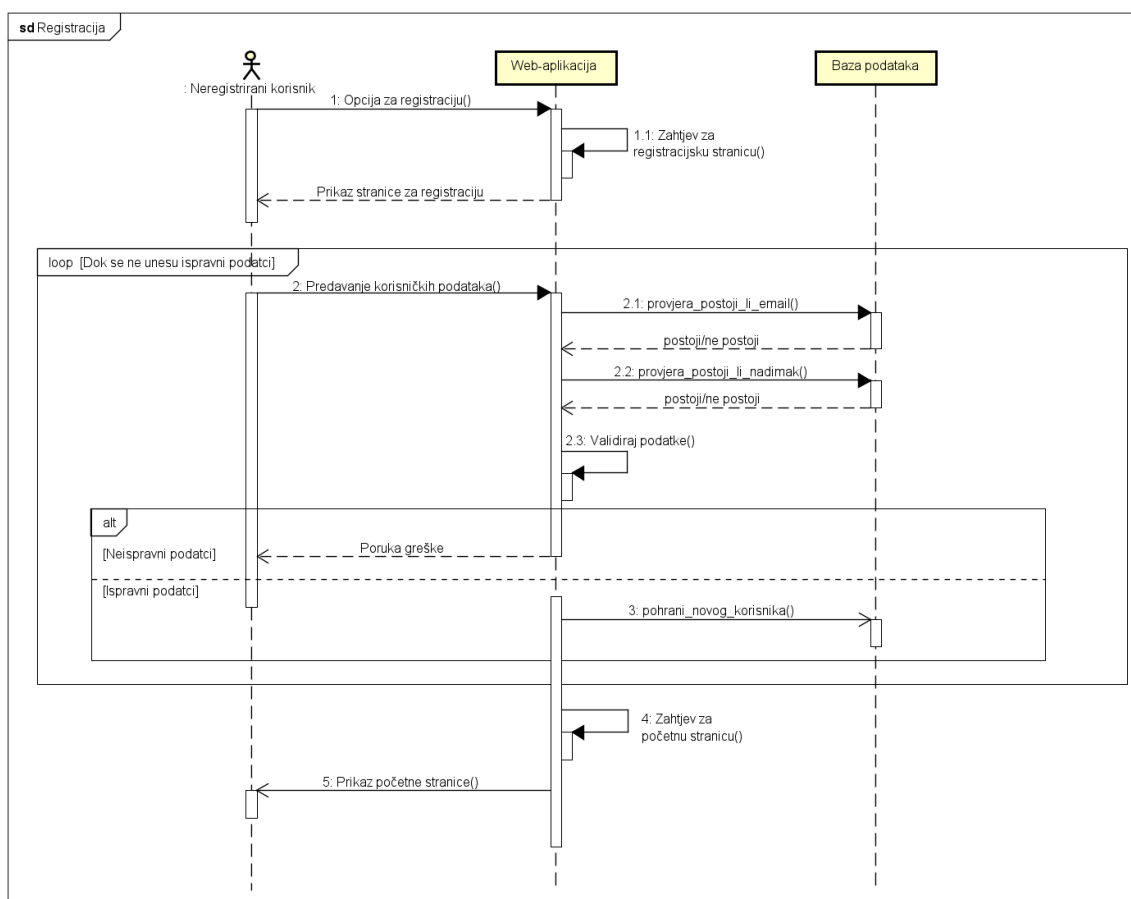 sd Registracija
: Neregistrirani korisnik
Web-aplikacija
Baza podataka
1: Opcija za registraciju()
1.1: Zahtjev za
registracijsku stranicu()
Prikaz stranice za registraciju
loop [Dok se ne unesu ispravni podatci]
2: Predavanje korisničkih podataka()
2.1: provjera_postoji_li_email()
postoji/ne postoji
2.2: provjera_postoji_li_nadimak()
postoji/ne postoji
2.3: Validiraj podatke()
alt
[Neispravni podatci]
Poruka greške
[Ispravni podatci]
3: pohrani_novog_korisnika()
4: Zahtjev za
početnu stranicu()
5: Prikaz početne stranice()